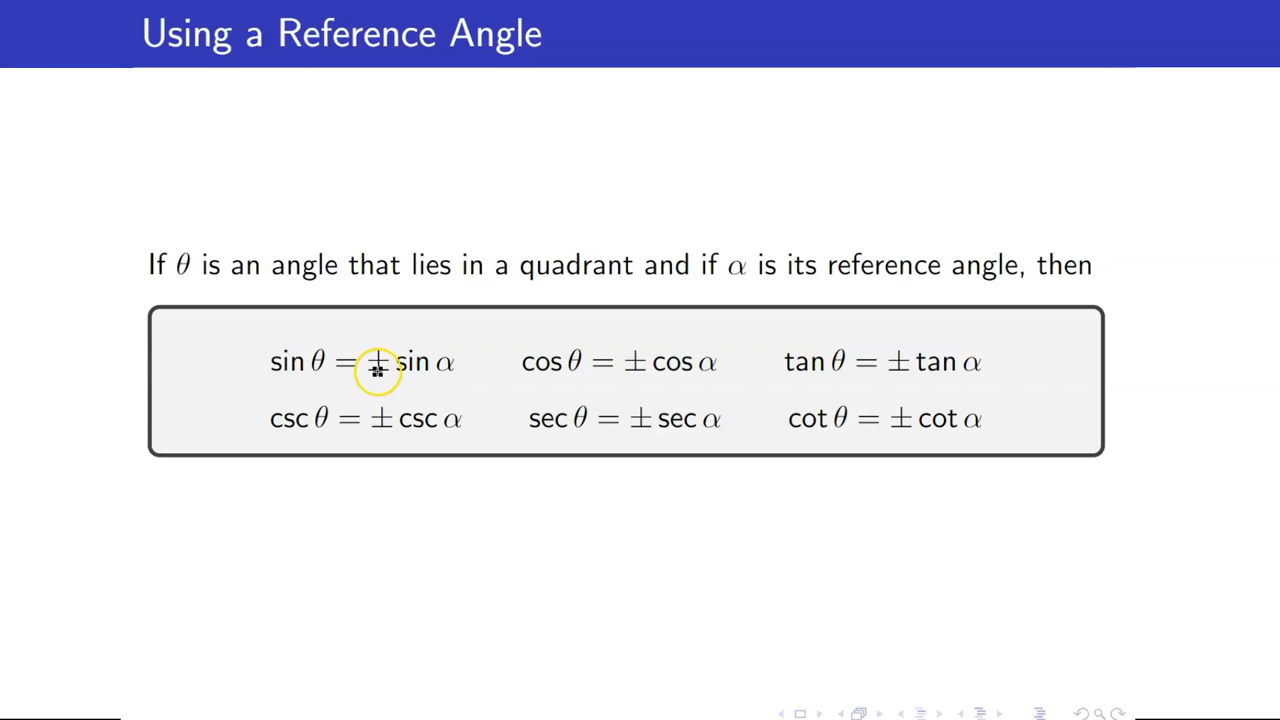 Using a Reference Angle
If θ is an angle that lies in a quadrant and if α is its reference angle, then
sin θ = ± sin α cos θ = ± cos α tan θ = ± tan α
csc θ = ± csc α sec θ = ± sec α cot θ = ± cot α